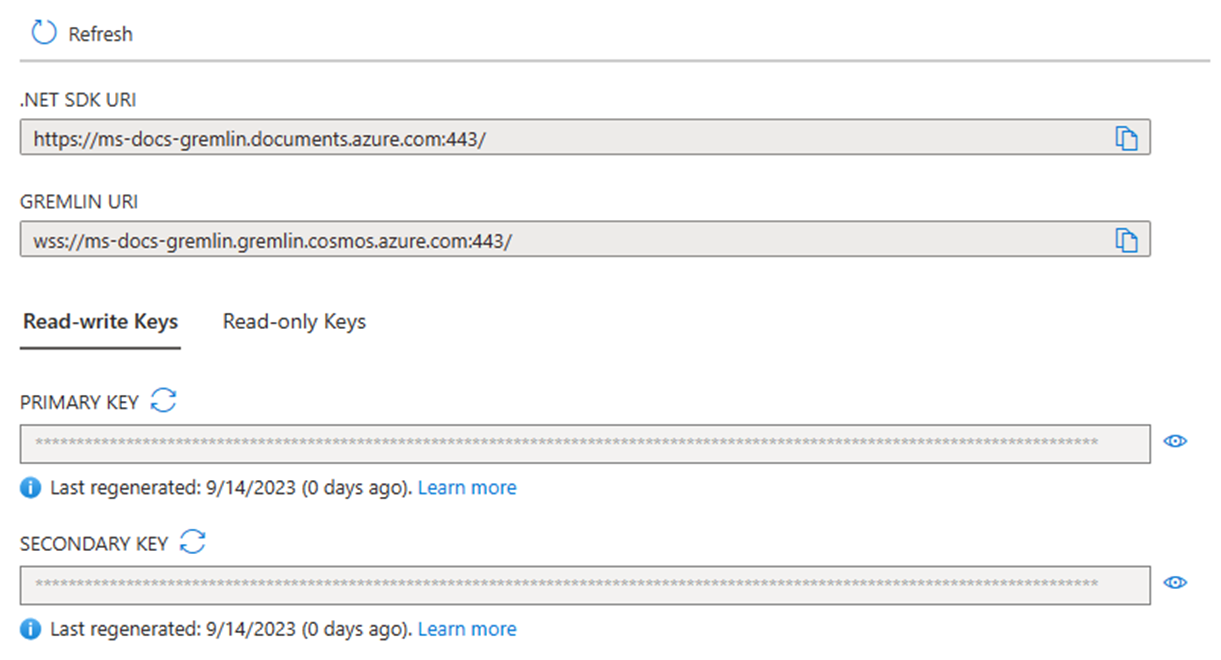 Refresh
.NET SDK URI
https://ms-docs-gremlin.documents.azure.com:443/
GREMLIN URI
wss://ms-docs-gremlin.gremlin.cosmos.azure.com:443/
Read-write Keys Read-only Keys
PRIMARY KEY
************************************************************************************************************************************
Last regenerated: 9/14/2023 (0 days ago). Learn more
SECONDARY KEY
************************************************************************************************************************************
Last regenerated: 9/14/2023 (0 days ago). Learn more